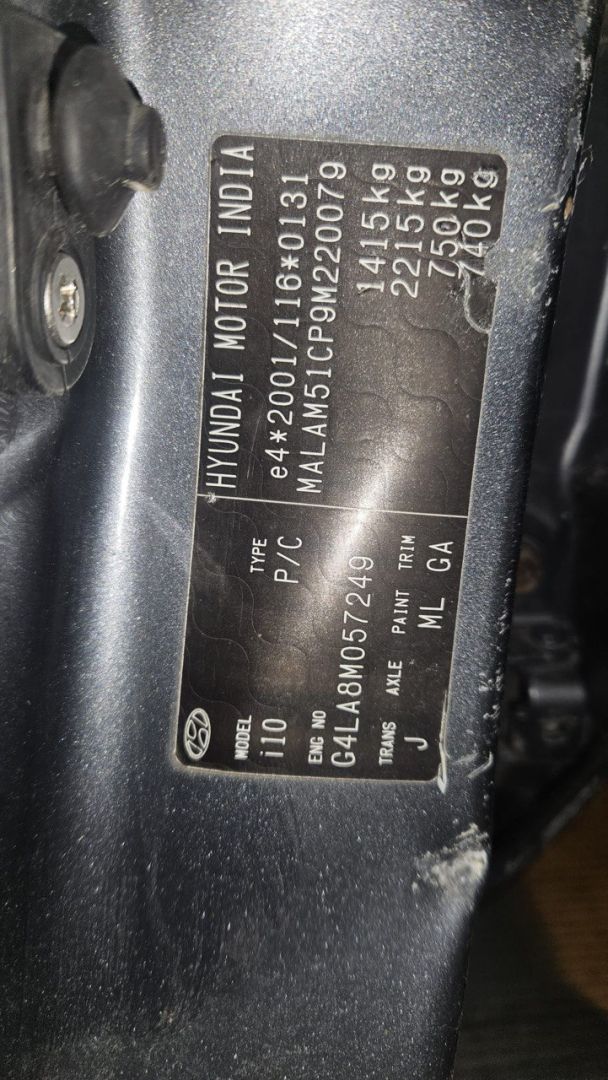 HYUNDAI MOTOR INDIA
e4*2001/116*0131
MALAM51CP9M220079
1415kg
2215kg
750kg
740kg
MODEL TYPE
i10 P/C
ENG NO
G4LA8M057249
TRANS AXLE PAINT TRIM
J ML GA